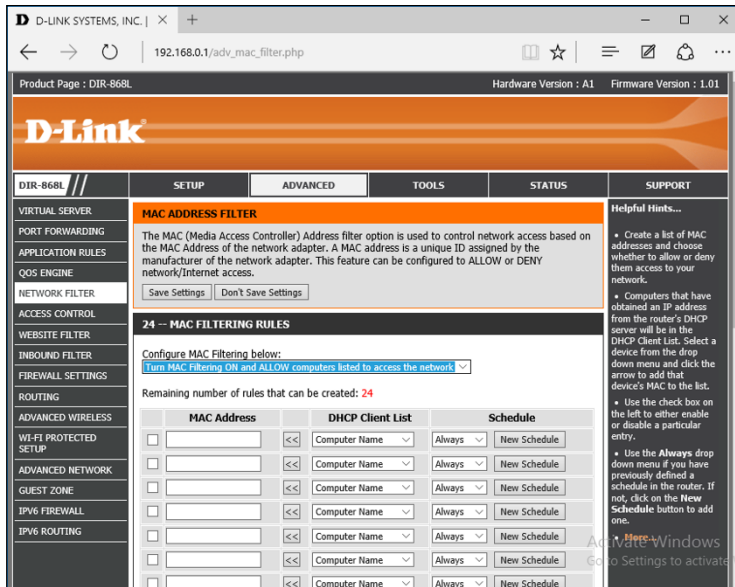 D-LINK SYSTEMS, INC. |
192.168.0.1/adv_mac_filter.php
Product Page : DIR-868L
Hardware Version : A1 Firmware Version : 1.01
D-Link
DIR-868L
SETUP ADVANCED TOOLS STATUS SUPPORT
VIRTUAL SERVER
PORT FORWARDING
APPLICATION RULES
QOS ENGINE
NETWORK FILTER
ACCESS CONTROL
WEBSITE FILTER
INBOUND FILTER
FIREWALL SETTINGS
ROUTING
ADVANCED WIRELESS
WI-FI PROTECTED
SETUP
ADVANCED NETWORK
GUEST ZONE
IPV6 FIREWALL
IPV6 ROUTING
MAC ADDRESS FILTER
The MAC (Media Access Controller) Address filter option is used to control network access based on
the MAC Address of the network adapter. A MAC address is a unique ID assigned by the
manufacturer of the network adapter. This feature can be configured to ALLOW or DENY
network/Internet access.
Save Settings Don't Save Settings
24 -- MAC FILTERING RULES
Configure MAC Filtering below:
Turn MAC Filtering ON and ALLOW computers listed to access the network
Remaining number of rules that can be created: 24
MAC Address DHCP Client List Schedule
<< Computer Name Always New Schedule
<< Computer Name Always New Schedule
<< Computer Name Always New Schedule
<< Computer Name Always New Schedule
<< Computer Name Always New Schedule
<< Computer Name Always New Schedule
<< Computer Name Always New Schedule
Helpful Hints...
• Create a list of MAC
addresses and choose
whether to allow or deny
them access to your
network.
• Computers that have
obtained an IP address
from the router's DHCP
server will be in the
DHCP Client List. Select a
device from the drop
down menu and click the
arrow to add that
device's MAC to the list.
• Use the check box on
the left to either enable
or disable a particular
entry.
• Use the Always drop
down menu if you have
previously defined a
schedule in the router. If
not, click on the New
Schedule button to add
one.
• More...
Activate Windows
Go to Settings to activate